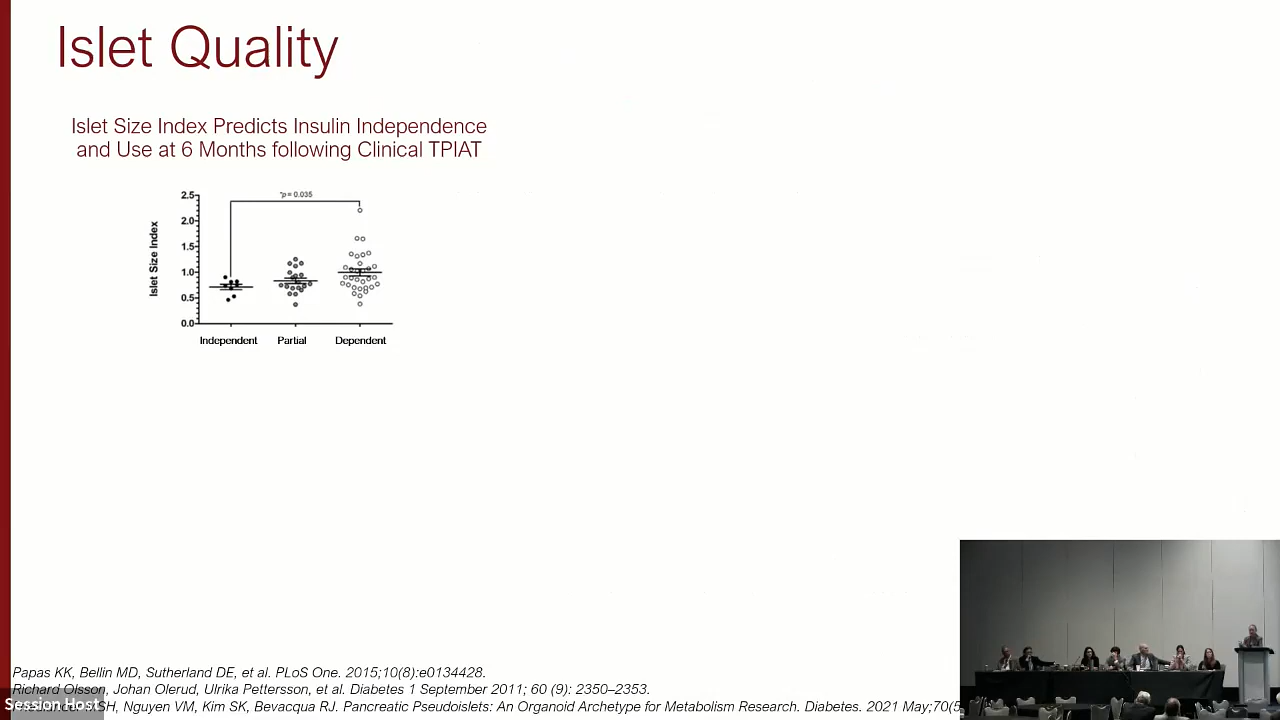 Islet Quality
Islet Size Index Predicts Insulin Independence
and Use at 6 Months following Clinical TPIAT
*p = 0.035
2.5
2.0
1.5
1.0
0.5
0.0
Islet Size Index
Independent Partial Dependent
Papas KK, Bellin MD, Sutherland DE, et al. PLoS One. 2015;10(8):e0134428.
Richard Olsson, Johan Olerud, Ulrika Pettersson, et al. Diabetes 1 September 2011; 60 (9): 2350–2353.
SH, Nguyen VM, Kim SK, Bevacqua RJ. Pancreatic Pseudoislets: An Organoid Archetype for Metabolism Research. Diabetes. 2021 May;70(5
Session Host